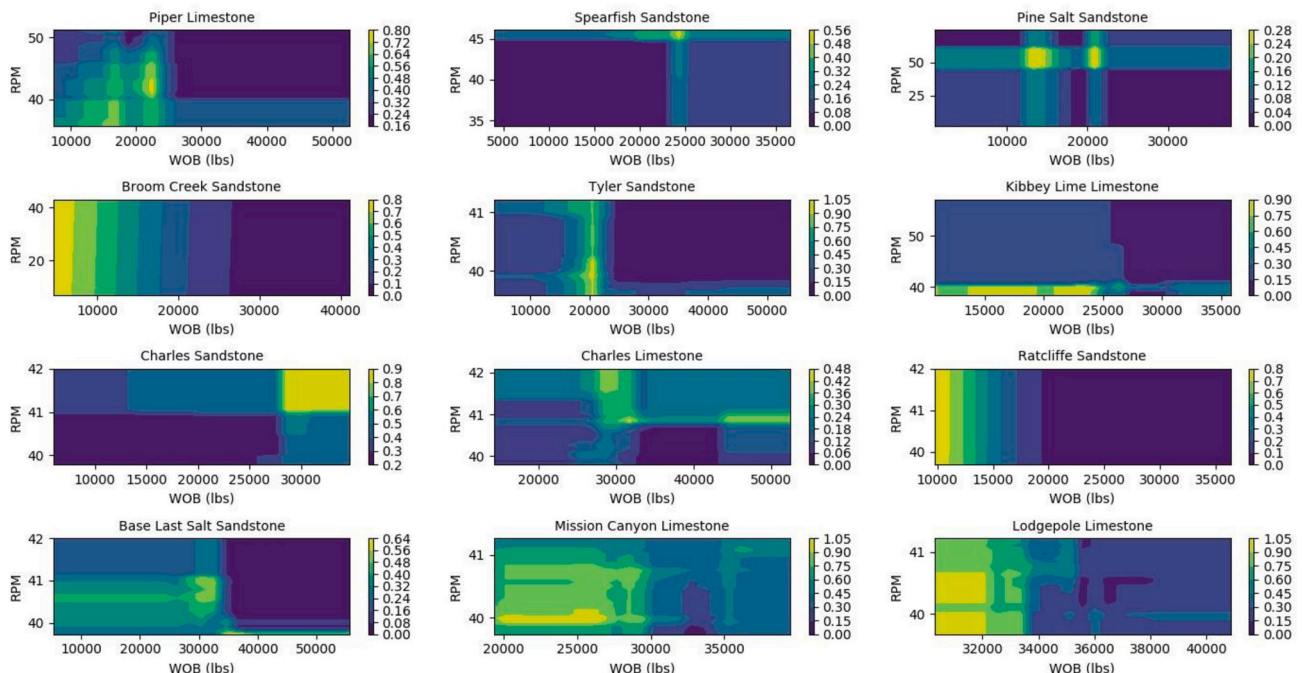 Piper Limestone
50
40
RPM
10000 20000 30000 40000 50000
WOB (lbs)
0.80
0.72
0.64
0.56
0.48
0.40
0.32
0.24
0.16
Spearfish Sandstone
45
40
35
RPM
5000 10000 15000 20000 25000 30000 35000
WOB (lbs)
0.56
0.48
0.40
0.32
0.24
0.16
0.08
0.00
Pine Salt Sandstone
50
25
RPM
10000 20000 30000
WOB (lbs)
0.28
0.24
0.20
0.16
0.12
0.08
0.04
0.00
Broom Creek Sandstone
40
20
RPM
10000 20000 30000 40000
WOB (lbs)
0.8
0.7
0.6
0.5
0.4
0.3
0.2
0.1
0.0
Tyler Sandstone
41
40
RPM
10000 20000 30000 40000 50000
WOB (lbs)
1.05
0.90
0.75
0.60
0.45
0.30
0.15
0.00
Kibbey Lime Limestone
50
40
RPM
15000 20000 25000 30000 35000
WOB (lbs)
0.90
0.75
0.60
0.45
0.30
0.15
0.00
Charles Sandstone
42
41
40
RPM
10000 15000 20000 25000 30000
WOB (lbs)
0.9
0.8
0.7
0.6
0.5
0.4
0.3
0.2
Charles Limestone
42
41
40
RPM
20000 30000 40000 50000
WOB (lbs)
0.48
0.42
0.36
0.30
0.24
0.18
0.12
0.06
0.00
Ratcliffe Sandstone
42
41
40
RPM
10000 15000 20000 25000 30000 35000
WOB (lbs)
0.8
0.7
0.6
0.5
0.4
0.3
0.2
0.1
0.0
Base Last Salt Sandstone
42
41
40
RPM
10000 20000 30000 40000 50000
WOB (lbs)
0.64
0.56
0.48
0.40
0.32
0.24
0.16
0.08
0.00
Mission Canyon Limestone
41
40
RPM
20000 25000 30000 35000
WOB (lbs)
1.05
0.90
0.75
0.60
0.45
0.30
0.15
0.00
Lodgepole Limestone
41
40
RPM
32000 34000 36000 38000 40000
WOB (lbs)
1.05
0.90
0.75
0.60
0.45
0.30
0.15
0.00